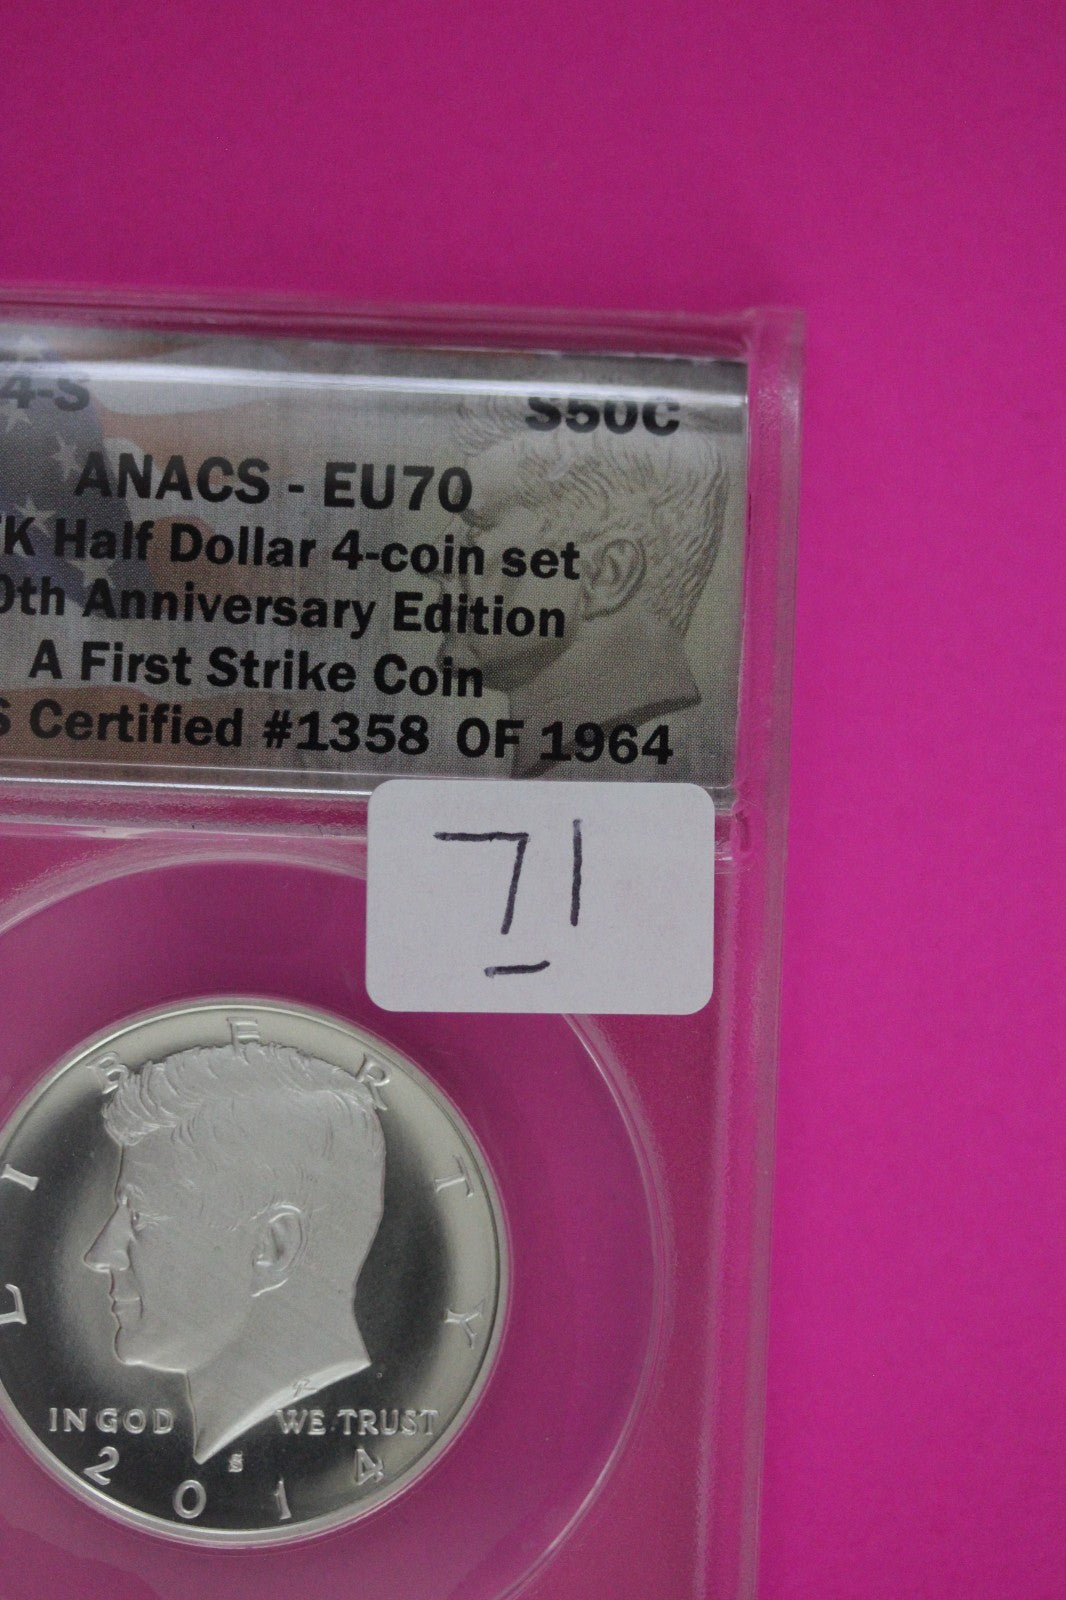 4-S S50C
ANACS - EU70
K Half Dollar 4-coin set
0th Anniversary Edition
A First Strike Coin
S Certified #1358 OF 1964
71
LIBERTY
IN GOD WE TRUST
S
2014